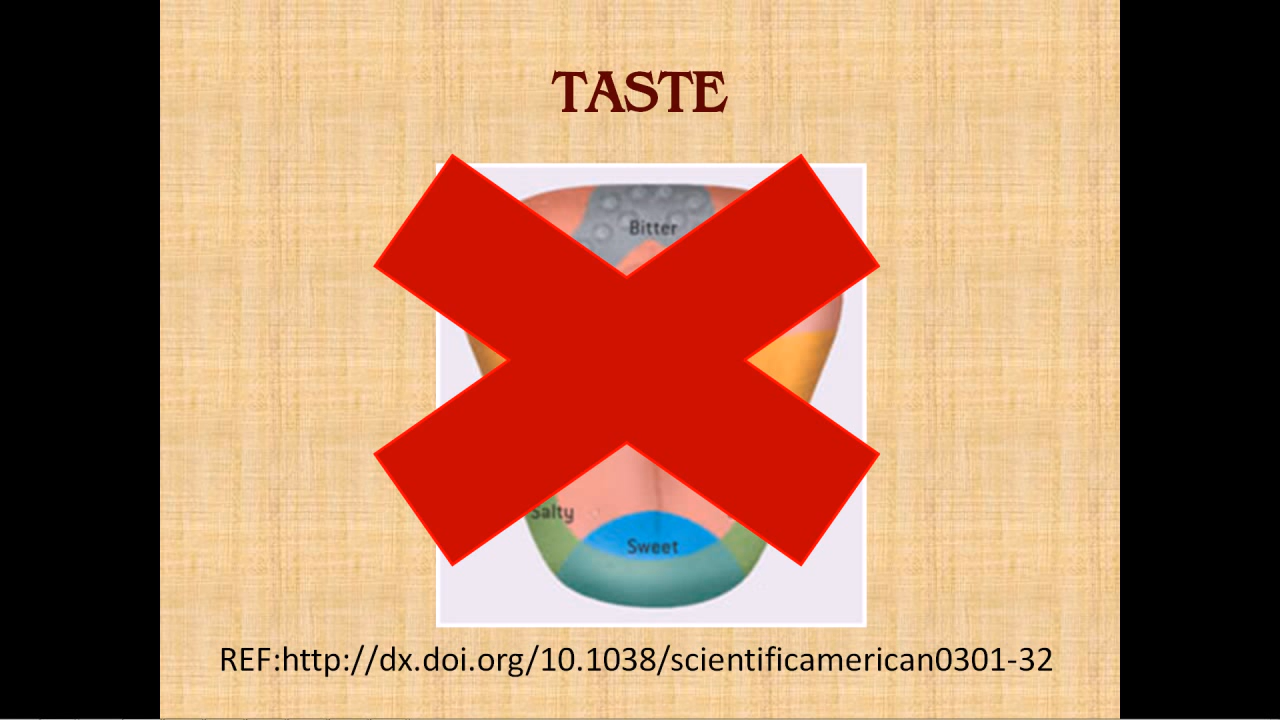 TASTE
Bitter
Salty
Sweet
REF:http://dx.doi.org/10.1038/scientificamerican0301-32